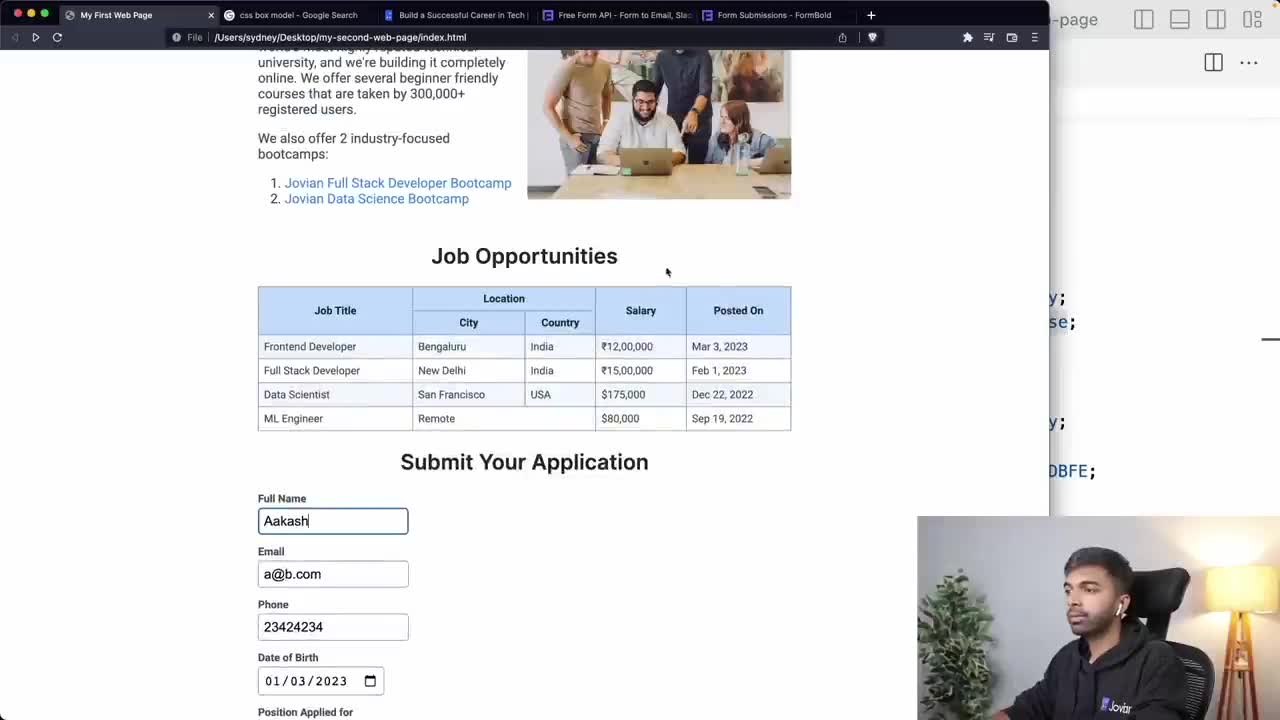 My First Web Page
css box model - Google Search
Build a Successful Career in Tech |
Free Form API - Form to Email, Slac
Form Submissions - FormBold
-page
File /Users/sydney/Desktop/my-second-web-page/index.html
university, and we're building it completely
online. We offer several beginner friendly
courses that are taken by 300,000+
registered users.
We also offer 2 industry-focused
bootcamps:
1. Jovian Full Stack Developer Bootcamp
2. Jovian Data Science Bootcamp
Job Opportunities
Job Title Location Salary Posted On
City Country
Frontend Developer Bengaluru India ₹12,00,000 Mar 3, 2023
Full Stack Developer New Delhi India ₹15,00,000 Feb 1, 2023
Data Scientist San Francisco USA $175,000 Dec 22, 2022
ML Engineer Remote $80,000 Sep 19, 2022
y;
se;
y;
DBFE;
Submit Your Application
Full Name
Aakash
Email
a@b.com
Phone
23424234
Date of Birth
01/03/2023
Position Applied for
Jovian